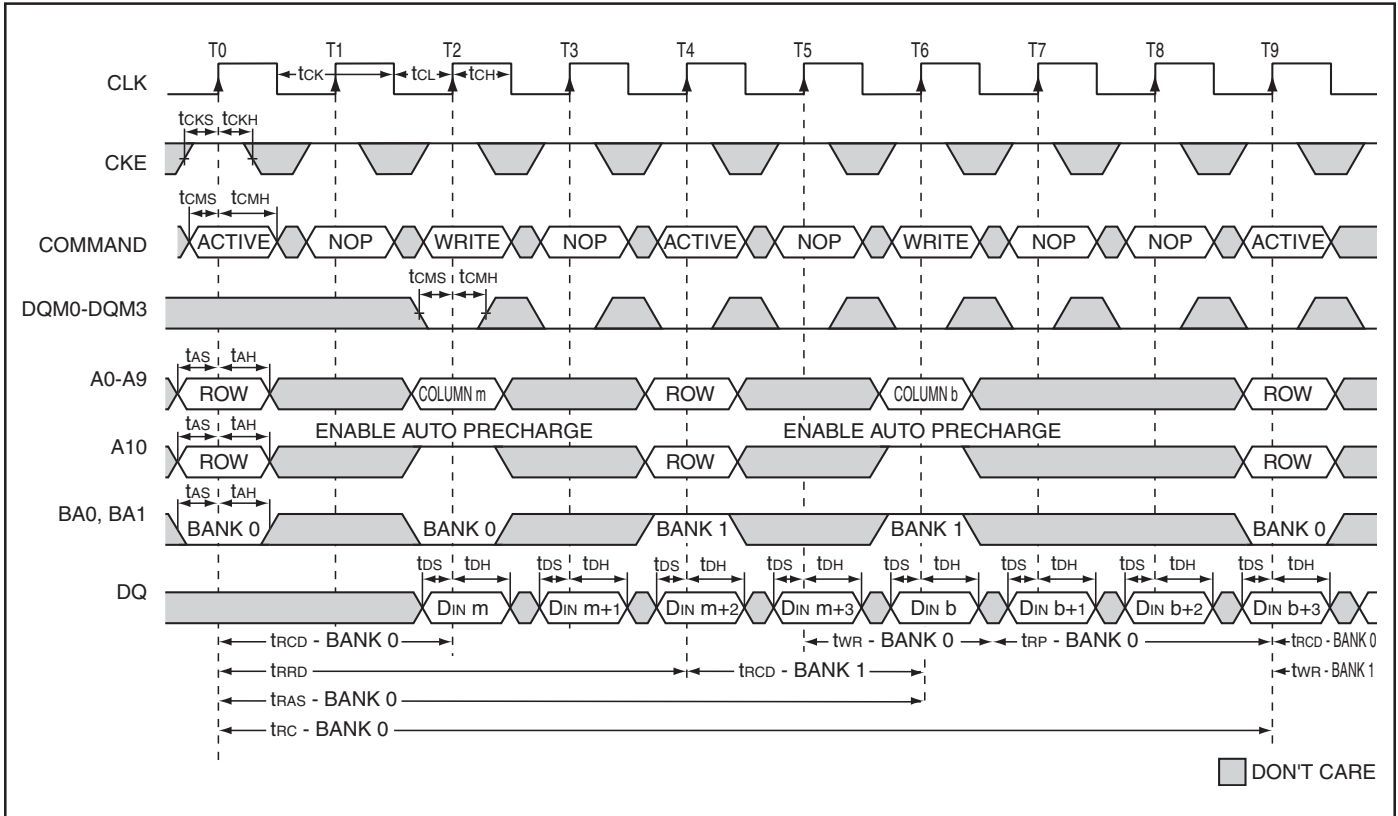 T0 T1 T2 T3 T4 T5 T6 T7 T8 T9
CLK tCK tCL tCH
tCKS tCKH
CKE
tCMS tCMH
COMMAND ACTIVE NOP WRITE NOP ACTIVE NOP WRITE NOP NOP ACTIVE
tCMS tCMH
DQM0-DQM3
tAS tAH
A0-A9 ROW COLUMN m ROW COLUMN b ROW
tAS tAH ENABLE AUTO PRECHARGE ENABLE AUTO PRECHARGE
A10 ROW ROW ROW
tAS tAH
BA0, BA1 BANK 0 BANK 0 BANK 1 BANK 1 BANK 0
tDS tDH tDS tDH tDS tDH tDS tDH tDS tDH tDS tDH tDS tDH tDS tDH
DQ DIN m DIN m+1 DIN m+2 DIN m+3 DIN b DIN b+1 DIN b+2 DIN b+3
tRCD - BANK 0 tWR - BANK 0 tRP - BANK 0 tRCD - BANK 0
tRRD tRCD - BANK 1 tWR - BANK 1
tRAS - BANK 0
tRC - BANK 0
DON'T CARE